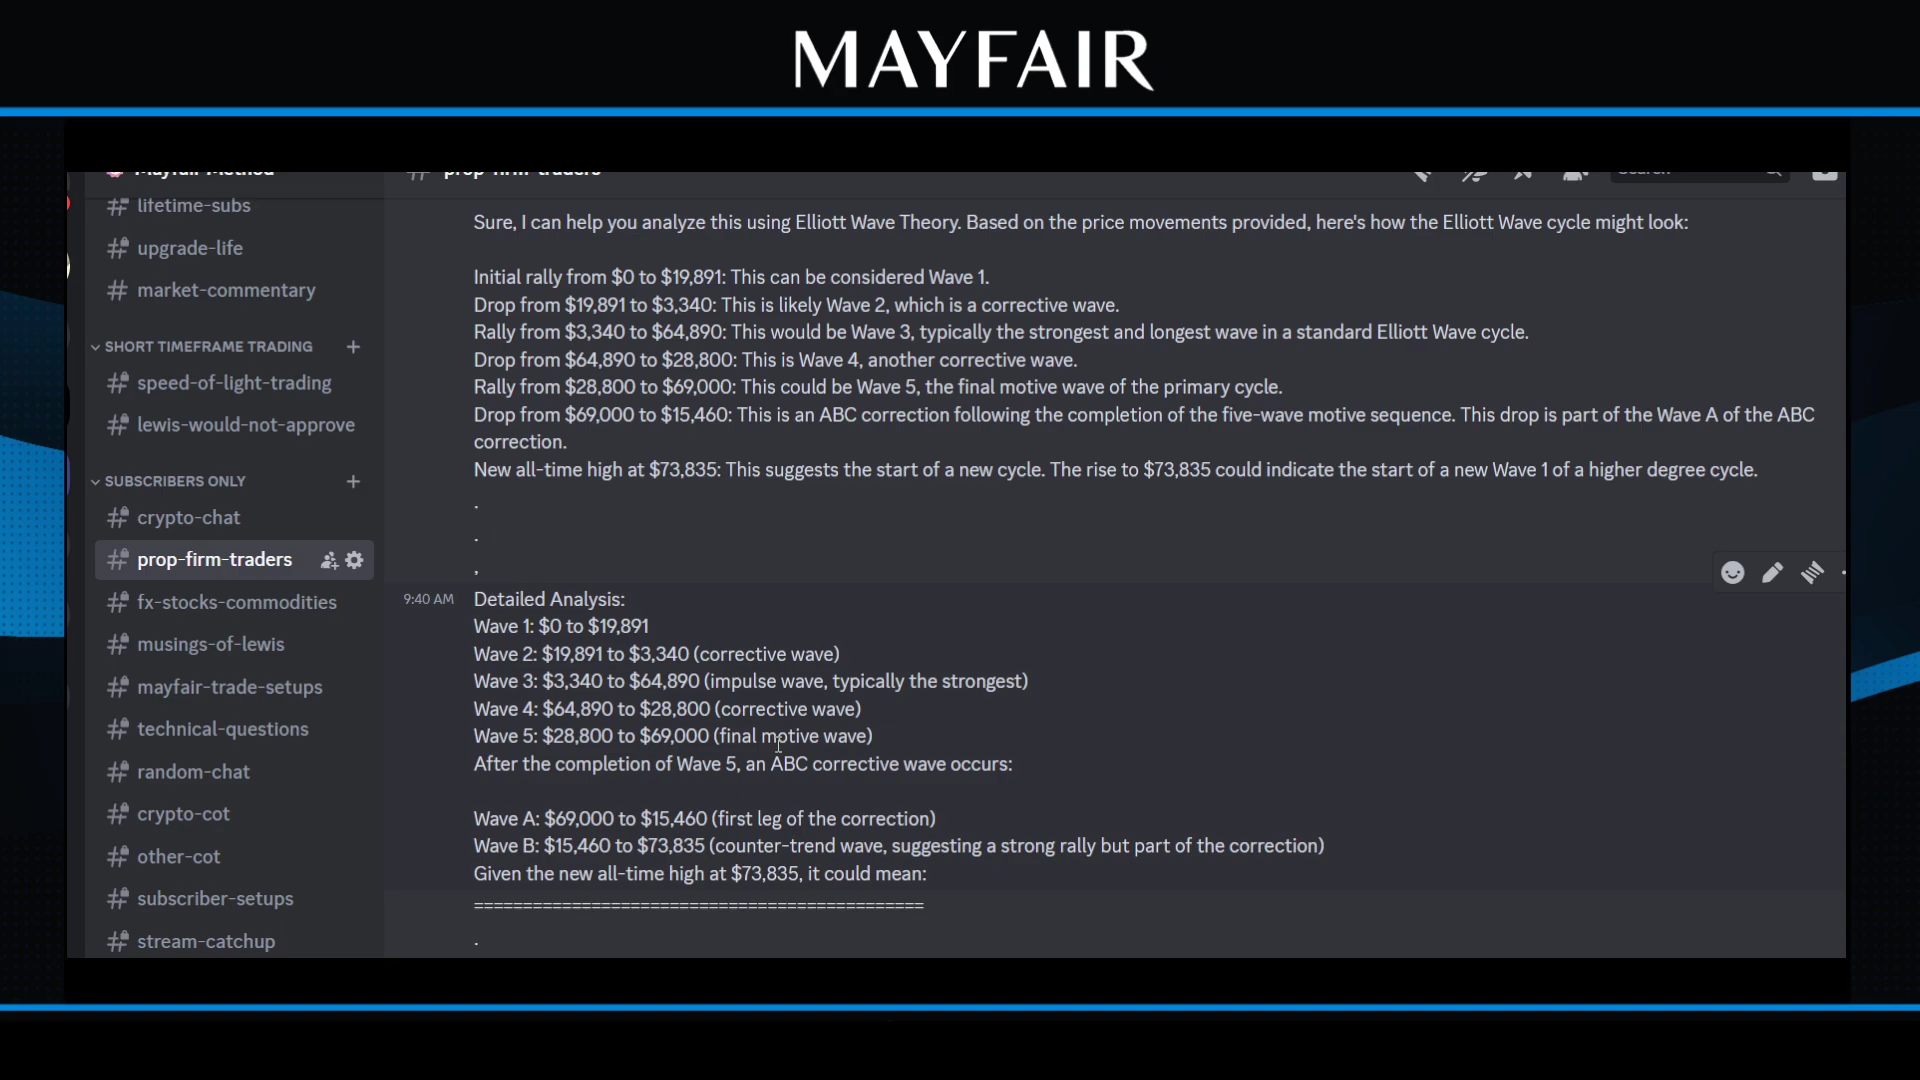 MAYFAIR
Mayfair Method
prop-firm-traders
Search
lifetime-subs
upgrade-life
market-commentary
SHORT TIMEFRAME TRADING
speed-of-light-trading
lewis-would-not-approve
SUBSCRIBERS ONLY
crypto-chat
prop-firm-traders
fx-stocks-commodities
musings-of-lewis
mayfair-trade-setups
technical-questions
random-chat
crypto-cot
other-cot
subscriber-setups
stream-catchup
Sure, I can help you analyze this using Elliott Wave Theory. Based on the price movements provided, here's how the Elliott Wave cycle might look:
Initial rally from $0 to $19,891: This can be considered Wave 1.
Drop from $19,891 to $3,340: This is likely Wave 2, which is a corrective wave.
Rally from $3,340 to $64,890: This would be Wave 3, typically the strongest and longest wave in a standard Elliott Wave cycle.
Drop from $64,890 to $28,800: This is Wave 4, another corrective wave.
Rally from $28,800 to $69,000: This could be Wave 5, the final motive wave of the primary cycle.
Drop from $69,000 to $15,460: This is an ABC correction following the completion of the five-wave motive sequence. This drop is part of the Wave A of the ABC
correction.
New all-time high at $73,835: This suggests the start of a new cycle. The rise to $73,835 could indicate the start of a new Wave 1 of a higher degree cycle.
.
.
,
9:40 AM Detailed Analysis:
Wave 1: $0 to $19,891
Wave 2: $19,891 to $3,340 (corrective wave)
Wave 3: $3,340 to $64,890 (impulse wave, typically the strongest)
Wave 4: $64,890 to $28,800 (corrective wave)
Wave 5: $28,800 to $69,000 (final motive wave)
After the completion of Wave 5, an ABC corrective wave occurs:
Wave A: $69,000 to $15,460 (first leg of the correction)
Wave B: $15,460 to $73,835 (counter-trend wave, suggesting a strong rally but part of the correction)
Given the new all-time high at $73,835, it could mean:
==============================================
.